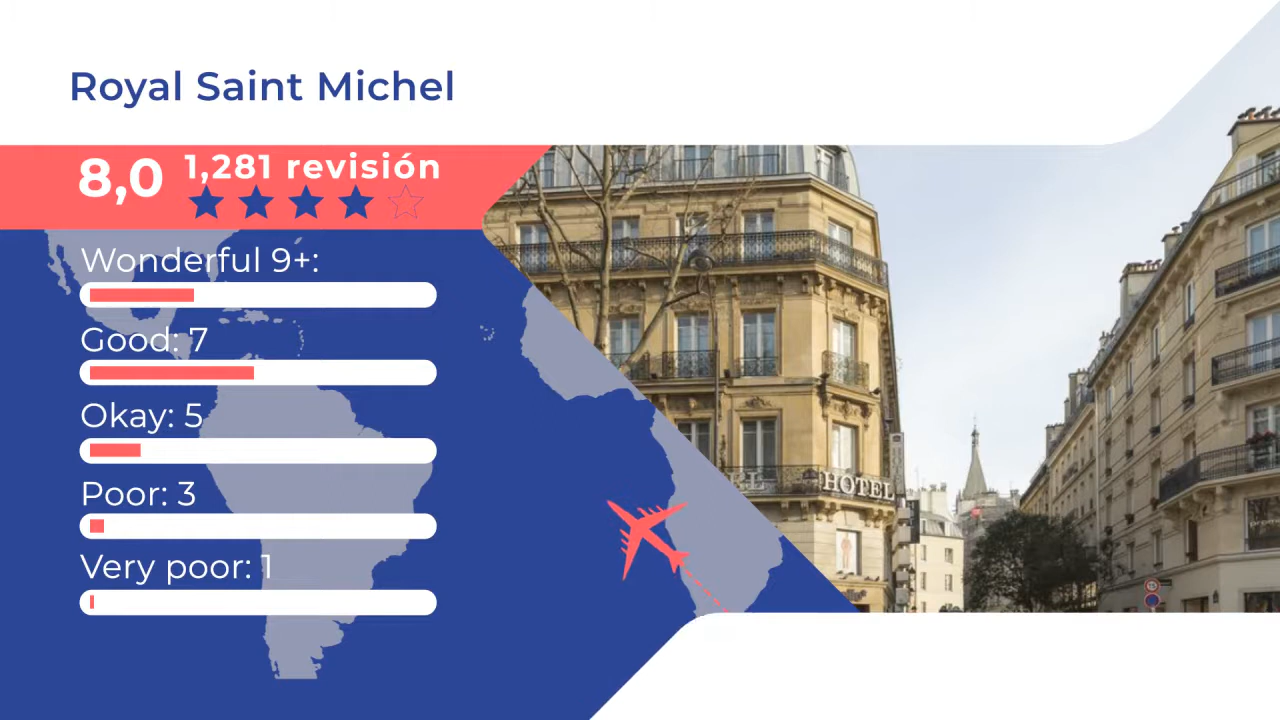 Royal Saint Michel
8,0
1,281 revisión
Wonderful 9+:
Good: 7
Okay: 5
Poor: 3
Very poor: 1
HOTEL